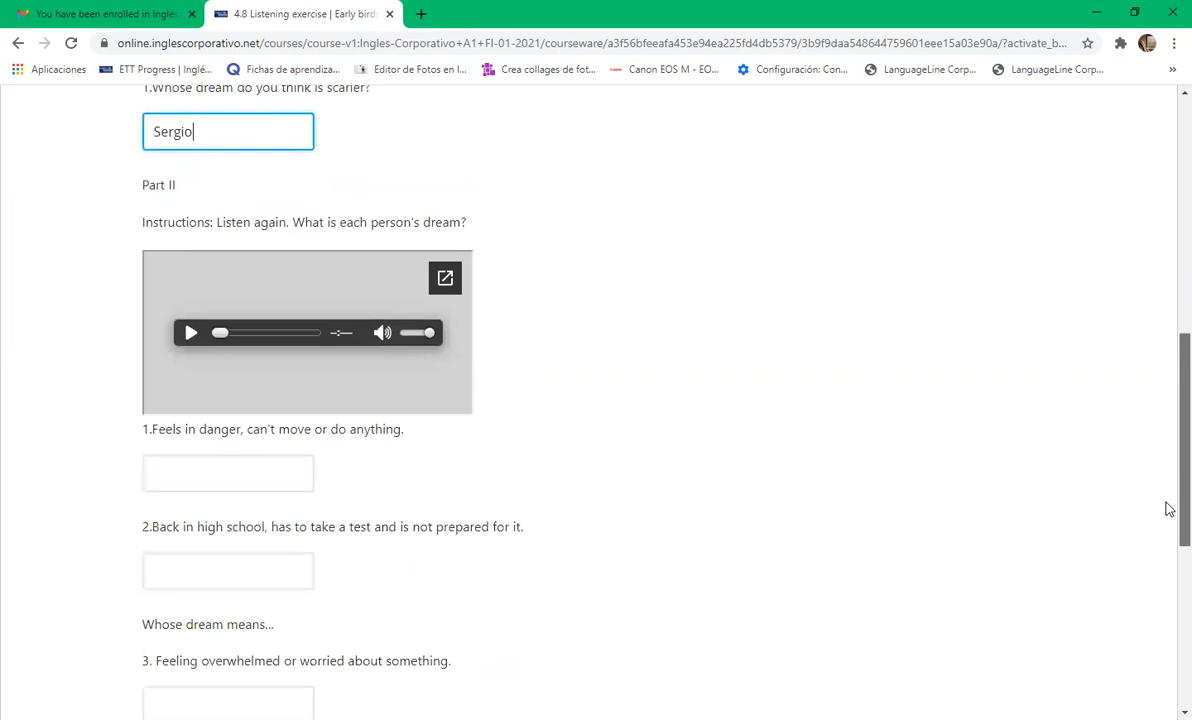 You have been enrolled in Inglés
4.8 Listening exercise | Early bird
online.inglescorporativo.net/courses/course-v1:Ingles-Corporativo+A1+FI-01-2021/courseware/a3f56bfeeafa453e94ea225fd4db5379/3b9f9daa548644759601eee15a03e90a/?activate_b...
Aplicaciones
ETT Progress | Inglé...
Fichas de aprendiza...
Editor de Fotos en l...
Crea collages de fot...
Canon EOS M - EO...
Configuración: Con...
LanguageLine Corp...
LanguageLine Corp...
»
1.Whose dream do you think is scarier?
Sergio
Part II
Instructions: Listen again. What is each person's dream?
1.Feels in danger, can't move or do anything.
2.Back in high school, has to take a test and is not prepared for it.
Whose dream means...
3. Feeling overwhelmed or worried about something.